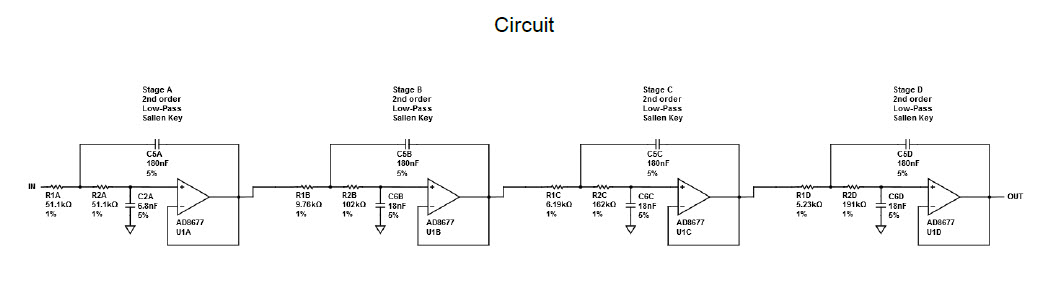 Circuit
Stage A
2nd order
Low-Pass
Sallen Key
Stage B
2nd order
Low-Pass
Sallen Key
Stage C
2nd order
Low-Pass
Sallen Key
Stage D
2nd order
Low-Pass
Sallen Key
C5A
180nF
5%
C5B
180nF
5%
C5C
180nF
5%
C5D
180nF
5%
IN
R1A
51.1kΩ
1%
R2A
51.1kΩ
1%
C2A
6.8nF
5%
AD8677
U1A
R1B
9.76kΩ
1%
R2B
102kΩ
1%
C6B
18nF
5%
AD8677
U1B
R1C
6.19kΩ
1%
R2C
162kΩ
1%
C6C
18nF
5%
AD8677
U1C
R1D
5.23kΩ
1%
R2D
191kΩ
1%
C6D
18nF
5%
AD8677
U1D
OUT